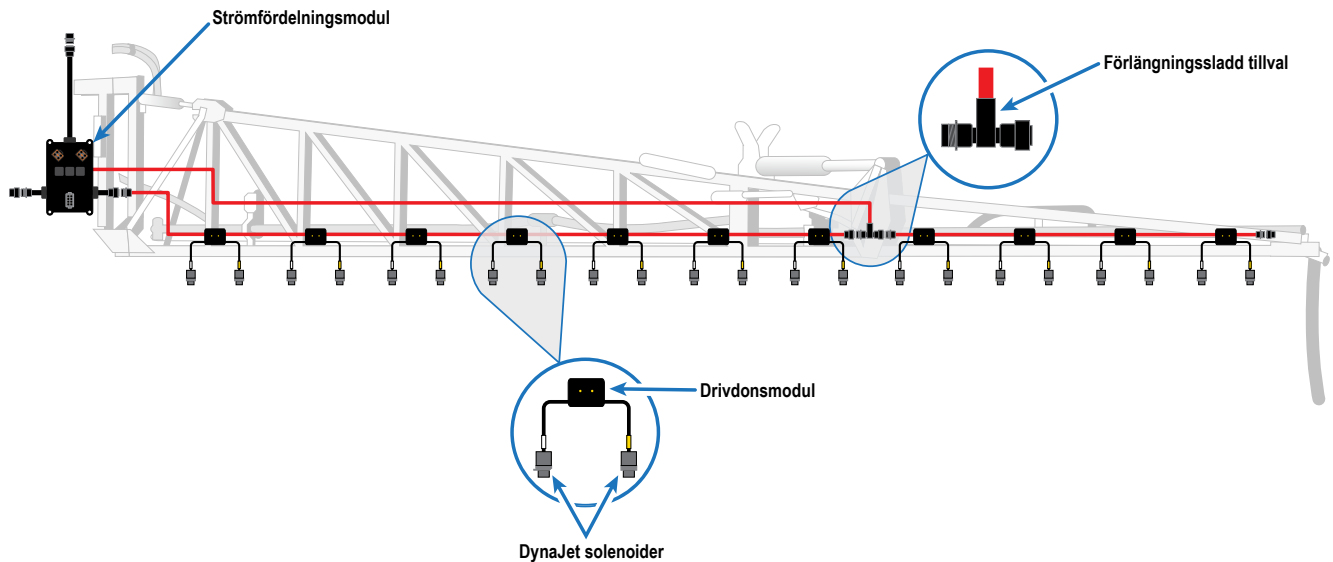 Strömfördelningsmodul
Förlängningssladd tillval
Drivdonsmodul
DynaJet solenoider